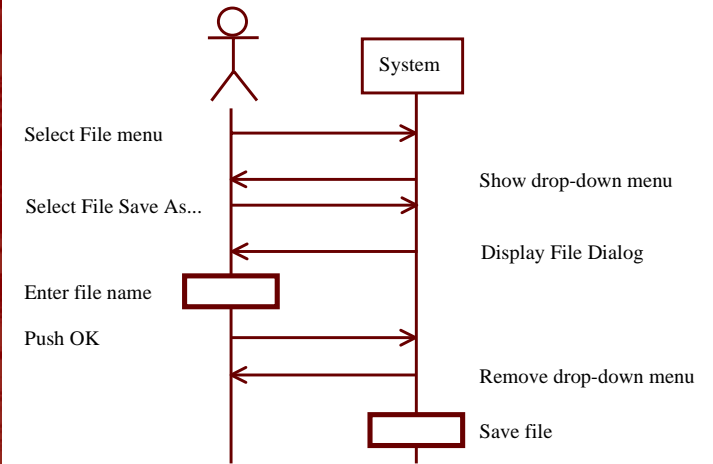 System
Select File menu
Show drop-down menu
Select File Save As...
Display File Dialog
Enter file name
Push OK
Remove drop-down menu
Save file